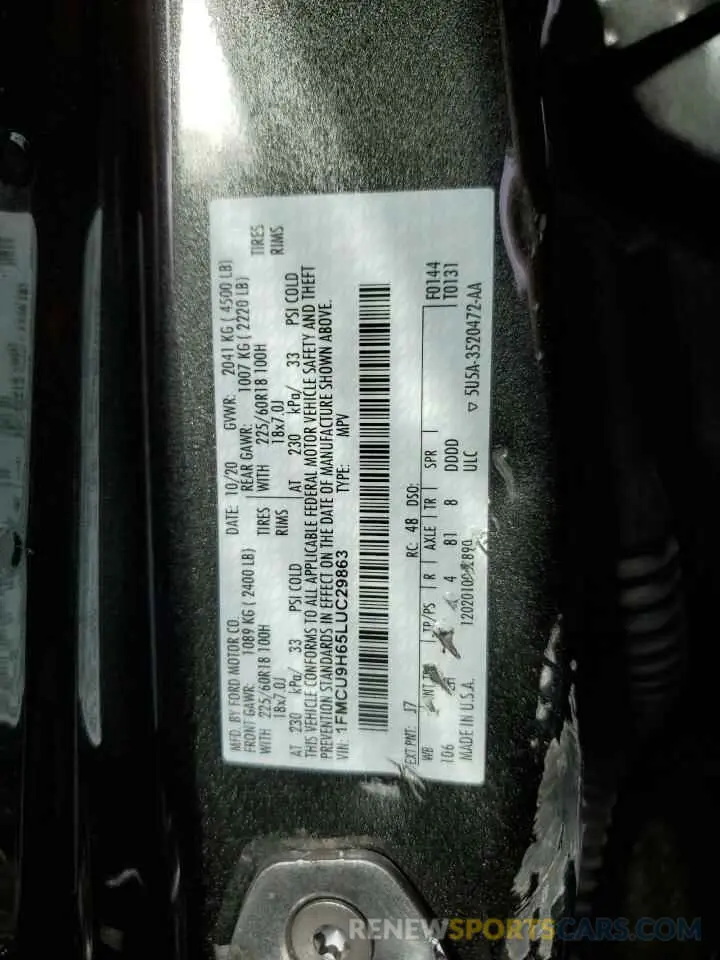 MFD. BY FORD MOTOR CO. DATE: 10/20 GVWR: 2041 KG ( 4500 LB)
FRONT GAWR: 1089 KG ( 2400 LB) REAR GAWR: 1007 KG ( 2220 LB)
WITH 225/60R18 100H TIRES WITH 225/60R18 100H TIRES
18x7.0J RIMS 18x7.0J RIMS
AT 230 kPa/ 33 PSI COLD AT 230 kPa/ 33 PSI COLD
THIS VEHICLE CONFORMS TO ALL APPLICABLE FEDERAL MOTOR VEHICLE SAFETY AND THEFT
PREVENTION STANDARDS IN EFFECT ON THE DATE OF MANUFACTURE SHOWN ABOVE.
VIN: 1FMCU9H65LUC29863 TYPE: MPV
EXT PNT: J7 RC: 48 DSO: F0144
WB INT TR TP/PS R AXLE TR SPR T0131
106 4 81 8 DDDD
MADE IN U.S.A. ULC
▽ 5U5A-3520472-AA
RENEWSPORTSCARS.COM